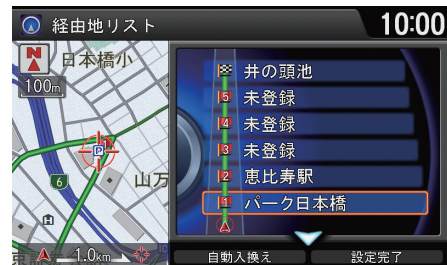 経由地リスト
10:00
N
日本橋小
100m
P
6
山万
1.0km
井の頭池
5 未登録
4 未登録
3 未登録
2 恵比寿駅
1 パーク日本橋
自動入換え
設定完了